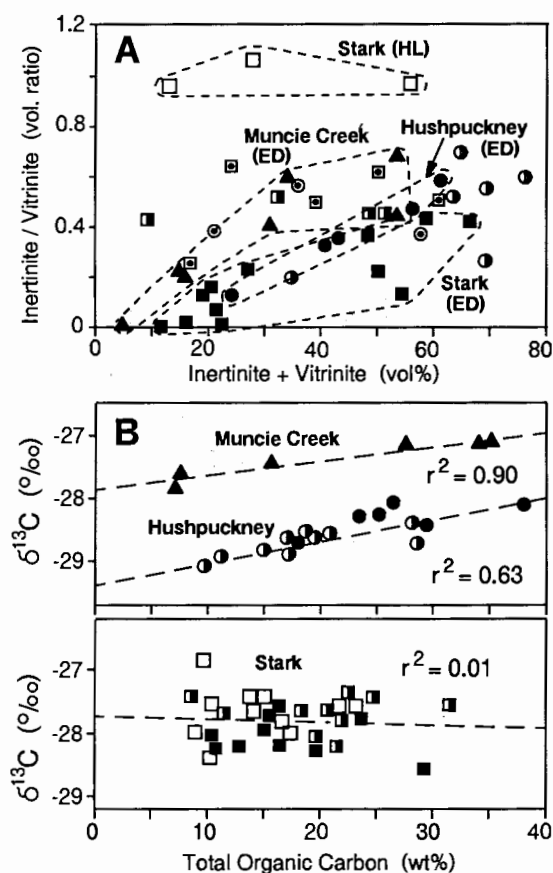 A
Stark (HL)
Muncie Creek
(ED)
Hushpuckney
(ED)
Stark
(ED)
1.2
0.8
0.4
0
Inertinite / Vitrinite (vol. ratio)
0 20 40 60 80
Inertinite + Vitrinite (vol%)
B
Muncie Creek
r² = 0.90
Hushpuckney
r² = 0.63
-27
-28
-29
δ¹³C (º/oo)
Stark
r² = 0.01
-27
-28
-29
δ¹³C (º/oo)
0 10 20 30 40
Total Organic Carbon (wt%)